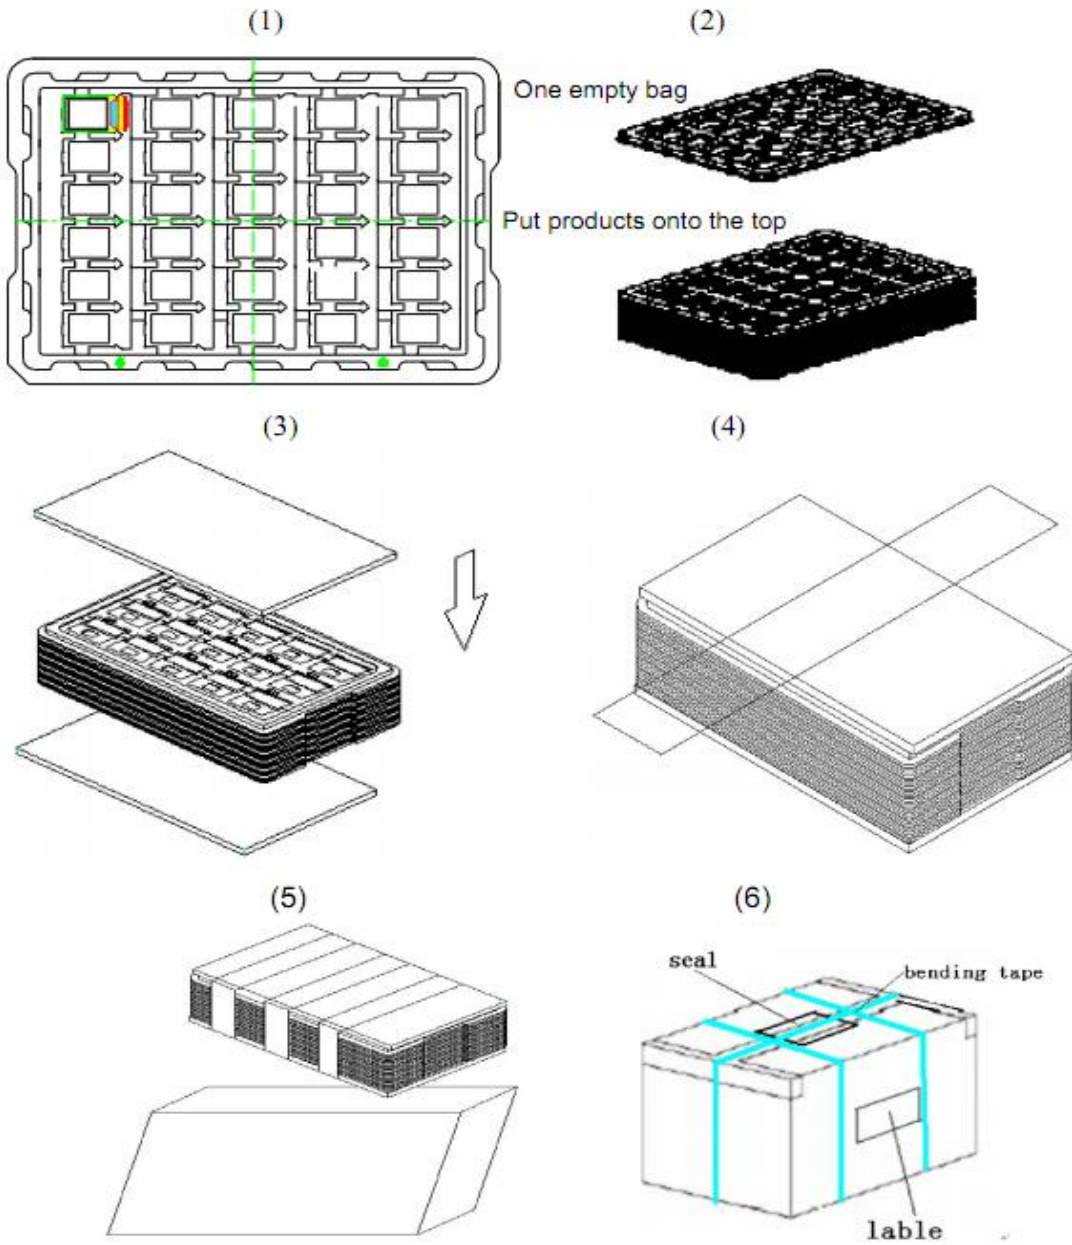 (1)
(2)
One empty bag
Put products onto the top
(3)
(4)
(5)
(6)
seal
bending tape
lable